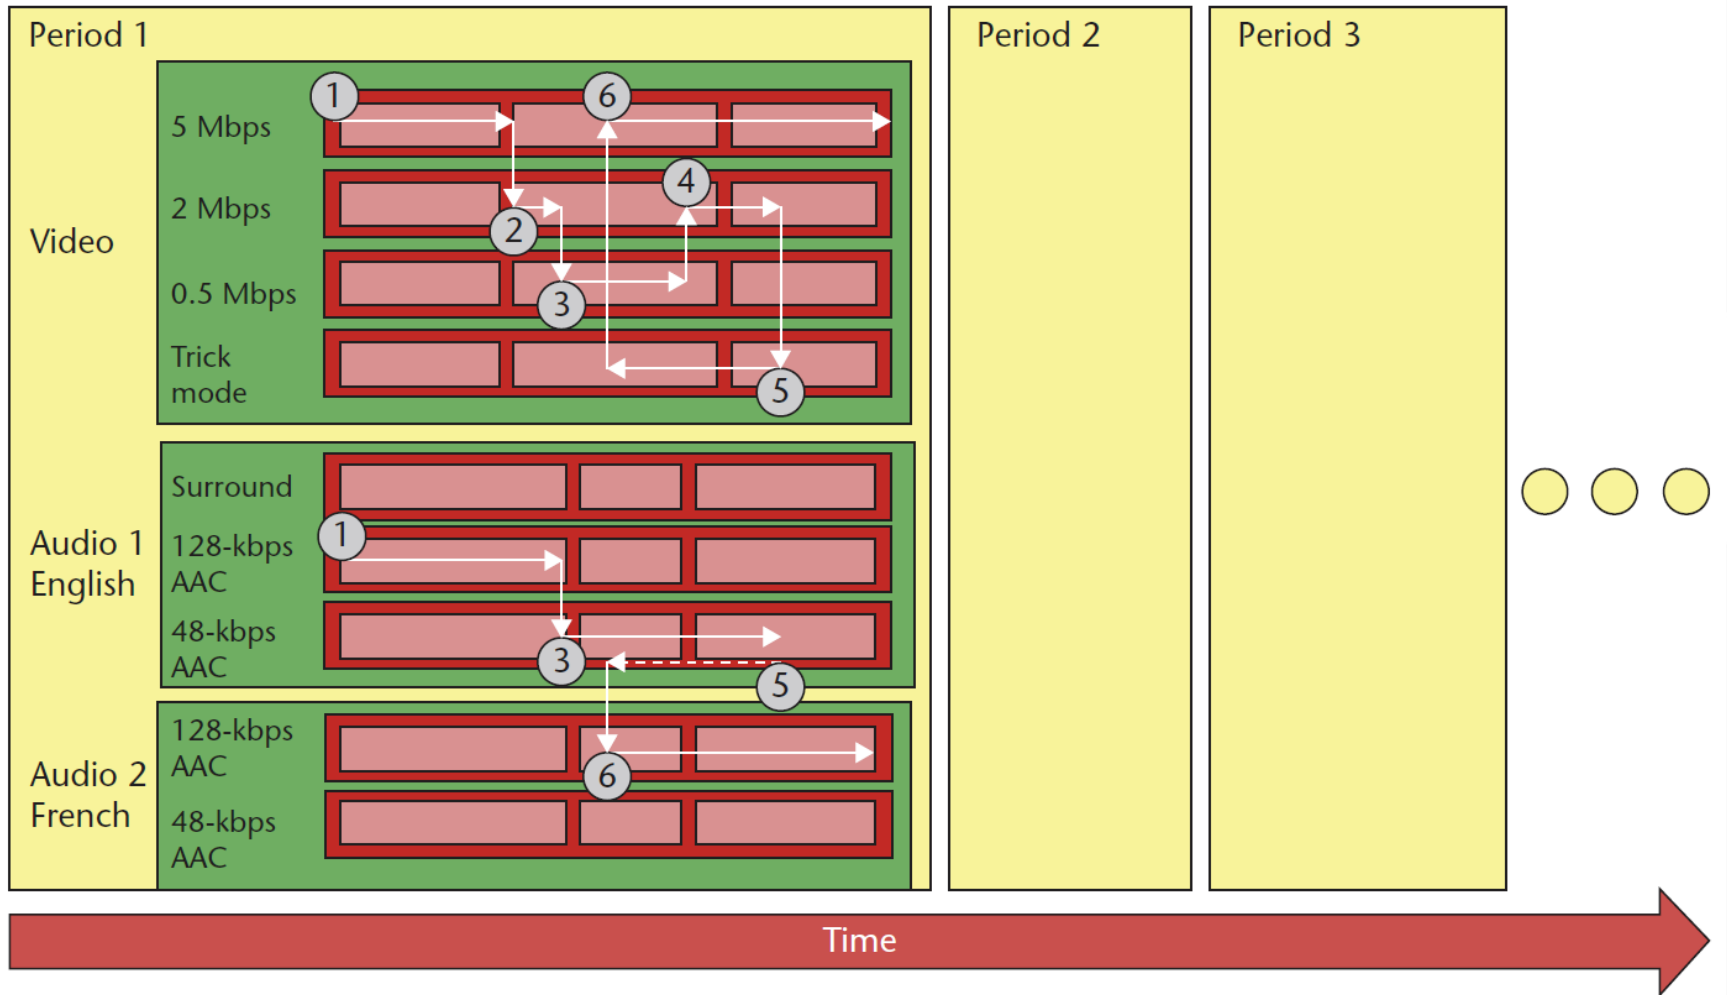 Period 1
Period 2
Period 3
Video
5 Mbps
1
6
2 Mbps
4
2
0.5 Mbps
3
Trick
mode
5
Audio 1
English
Surround
1
128-kbps
AAC
48-kbps
AAC
3
5
Audio 2
French
128-kbps
AAC
6
48-kbps
AAC
Time